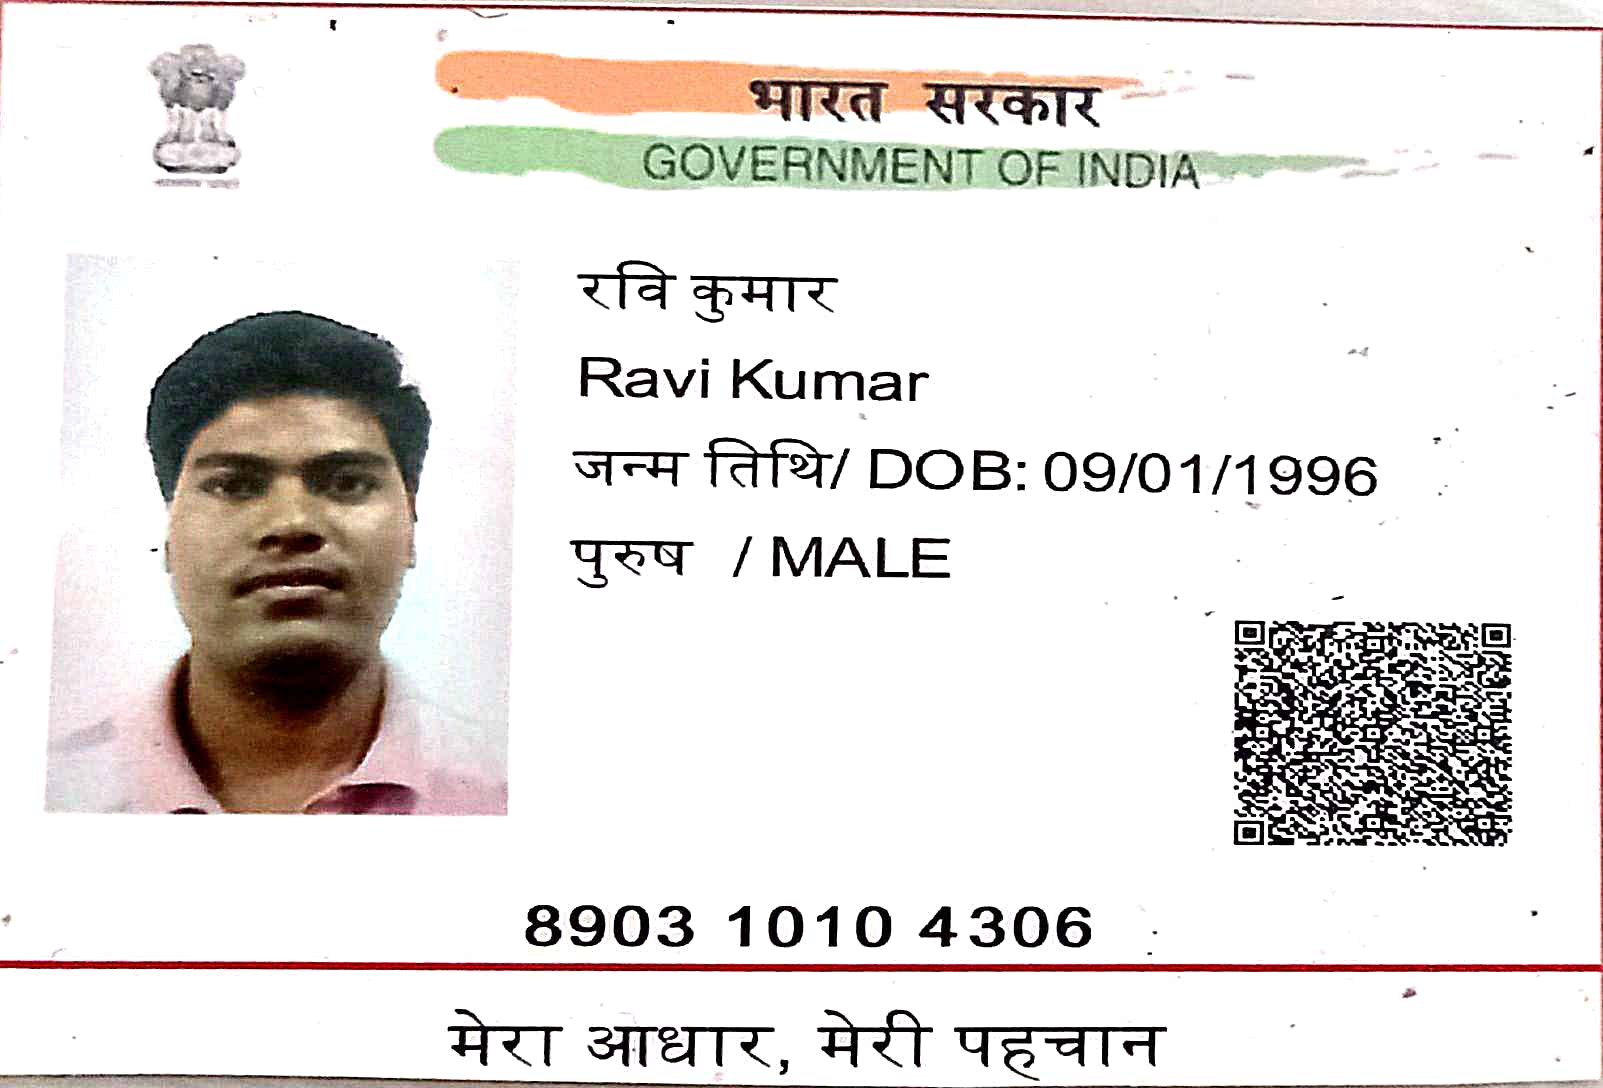 भारत सरकार
GOVERNMENT OF INDIA
रवि कुमार
Ravi Kumar
जन्म तिथि/ DOB: 09/01/1996
पुरुष / MALE
8903 1010 4306
मेरा आधार, मेरी पहचान